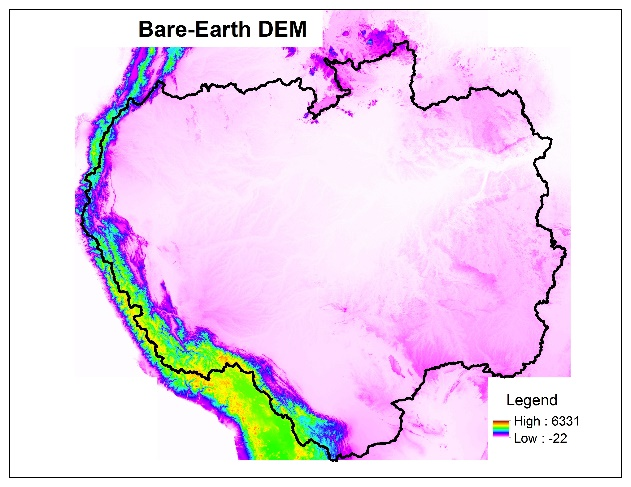 Bare-Earth DEM
Legend
High : 6331
Low : -22